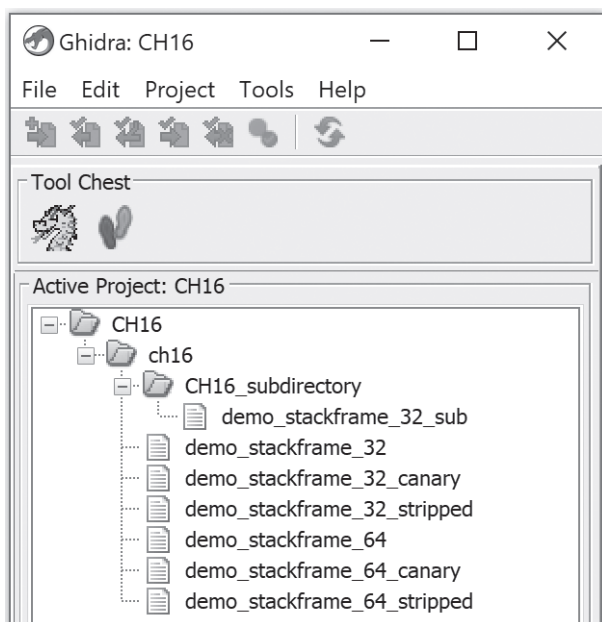 Ghidra: CH16
File Edit Project Tools Help
Tool Chest
Active Project: CH16
CH16
ch16
CH16_subdirectory
demo_stackframe_32_sub
demo_stackframe_32
demo_stackframe_32_canary
demo_stackframe_32_stripped
demo_stackframe_64
demo_stackframe_64_canary
demo_stackframe_64_stripped